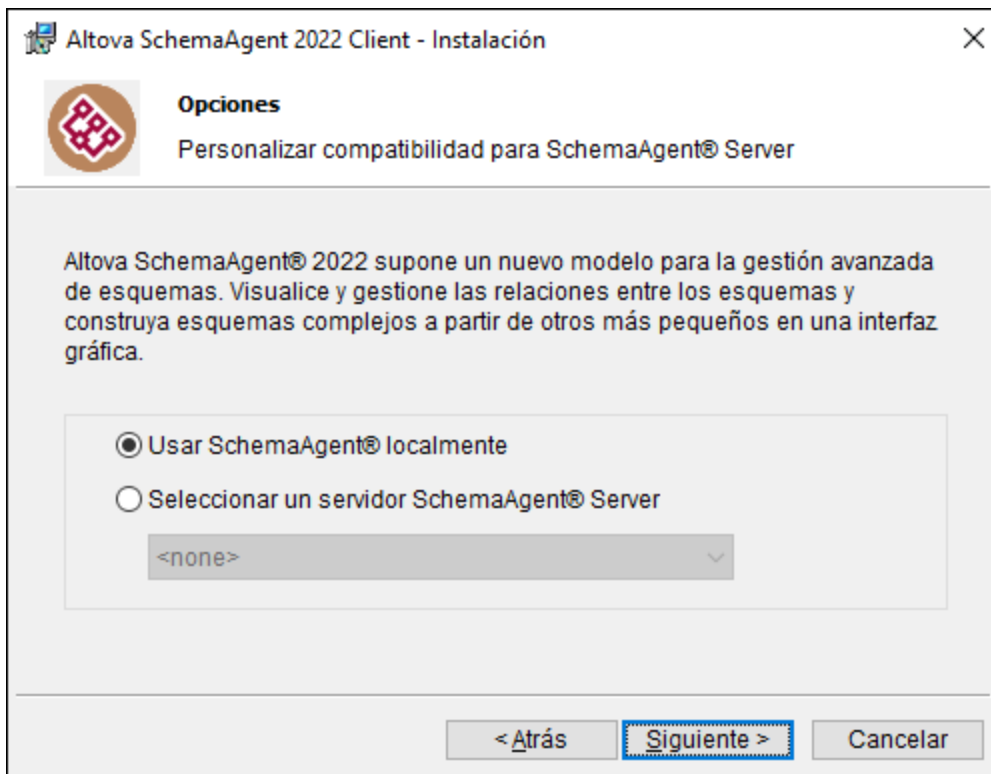 Altova SchemaAgent 2022 Client - Instalación
Opciones
Personalizar compatibilidad para SchemaAgent® Server
Altova SchemaAgent® 2022 supone un nuevo modelo para la gestión avanzada
de esquemas. Visualice y gestione las relaciones entre los esquemas y
construya esquemas complejos a partir de otros más pequeños en una interfaz
gráfica.
Usar SchemaAgent® localmente
Seleccionar un servidor SchemaAgent® Server
<none>
< Atrás
Siguiente >
Cancelar